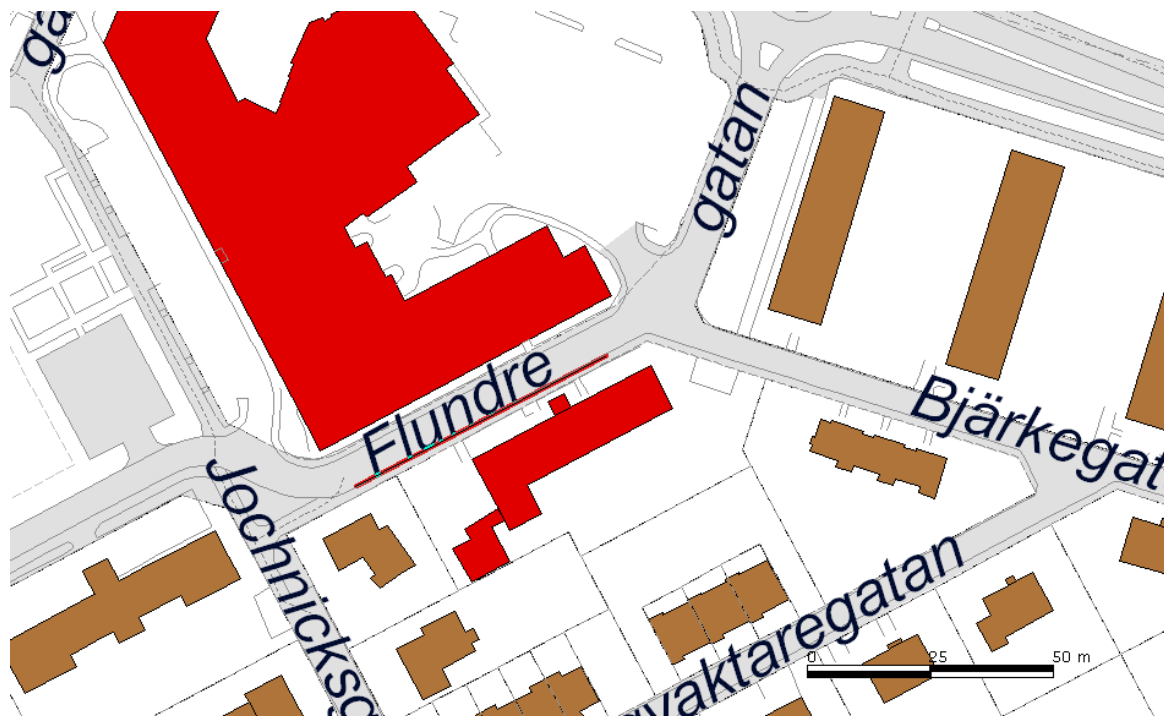 ga
gatan
Flundre
Bjärkegat
Jochnicksg
vaktaregatan
0 25 50 m